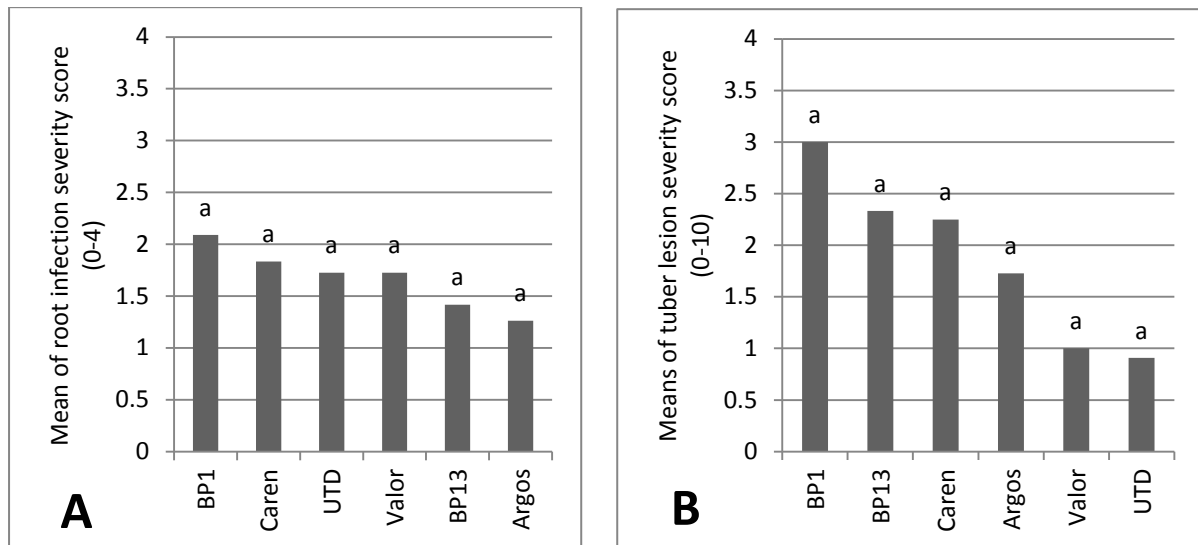 Mean of root infection severity score
(0-4)
4
3.5
3
2.5
2
1.5
1
0.5
0
a
a
a
a
a
a
BP1
Caren
UTD
Valor
BP13
Argos
A
Means of tuber lesion severity score
(0-10)
4
3.5
3
2.5
2
1.5
1
0.5
0
a
a
a
a
a
a
BP1
BP13
Caren
Argos
Valor
UTD
B